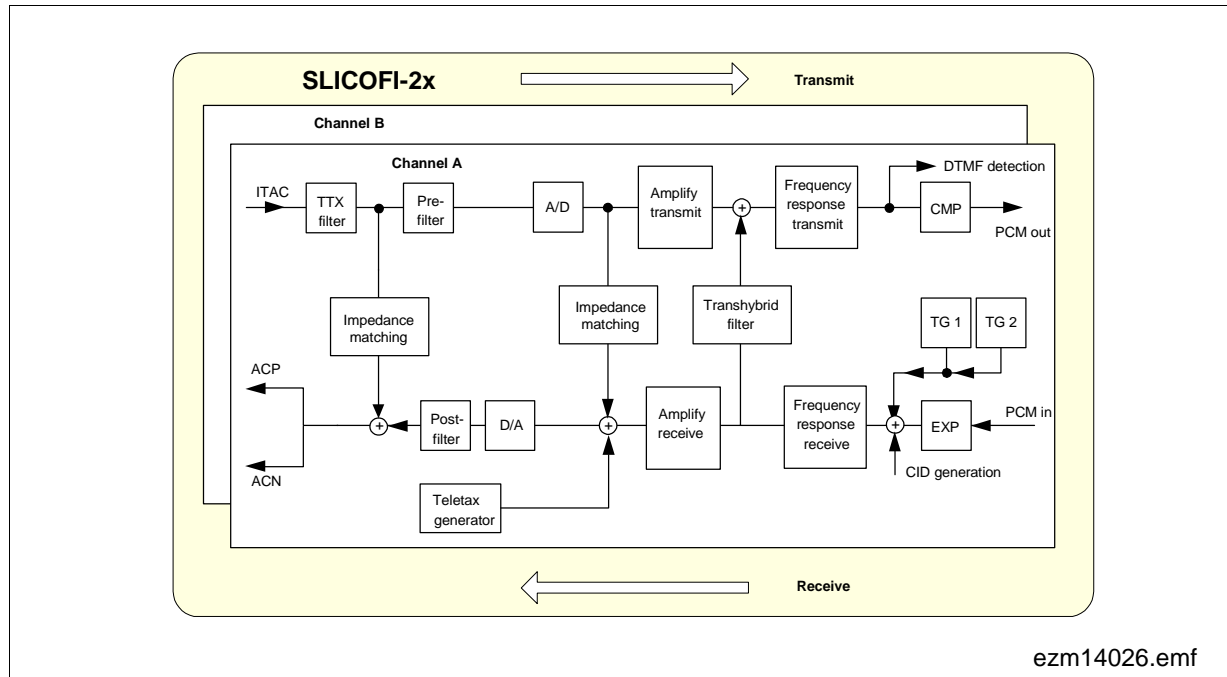 SLICOFI-2x
Transmit
Channel B
Channel A
ITAC
TTX
filter
Pre-
filter
A/D
Amplify
transmit
Frequency
response
transmit
DTMF detection
CMP
PCM out
Impedance
matching
Impedance
matching
Transhybrid
filter
TG 1
TG 2
ACP
ACN
Post-
filter
D/A
Amplify
receive
Frequency
response
receive
EXP
PCM in
CID generation
Teletax
generator
Receive
ezm14026.emf